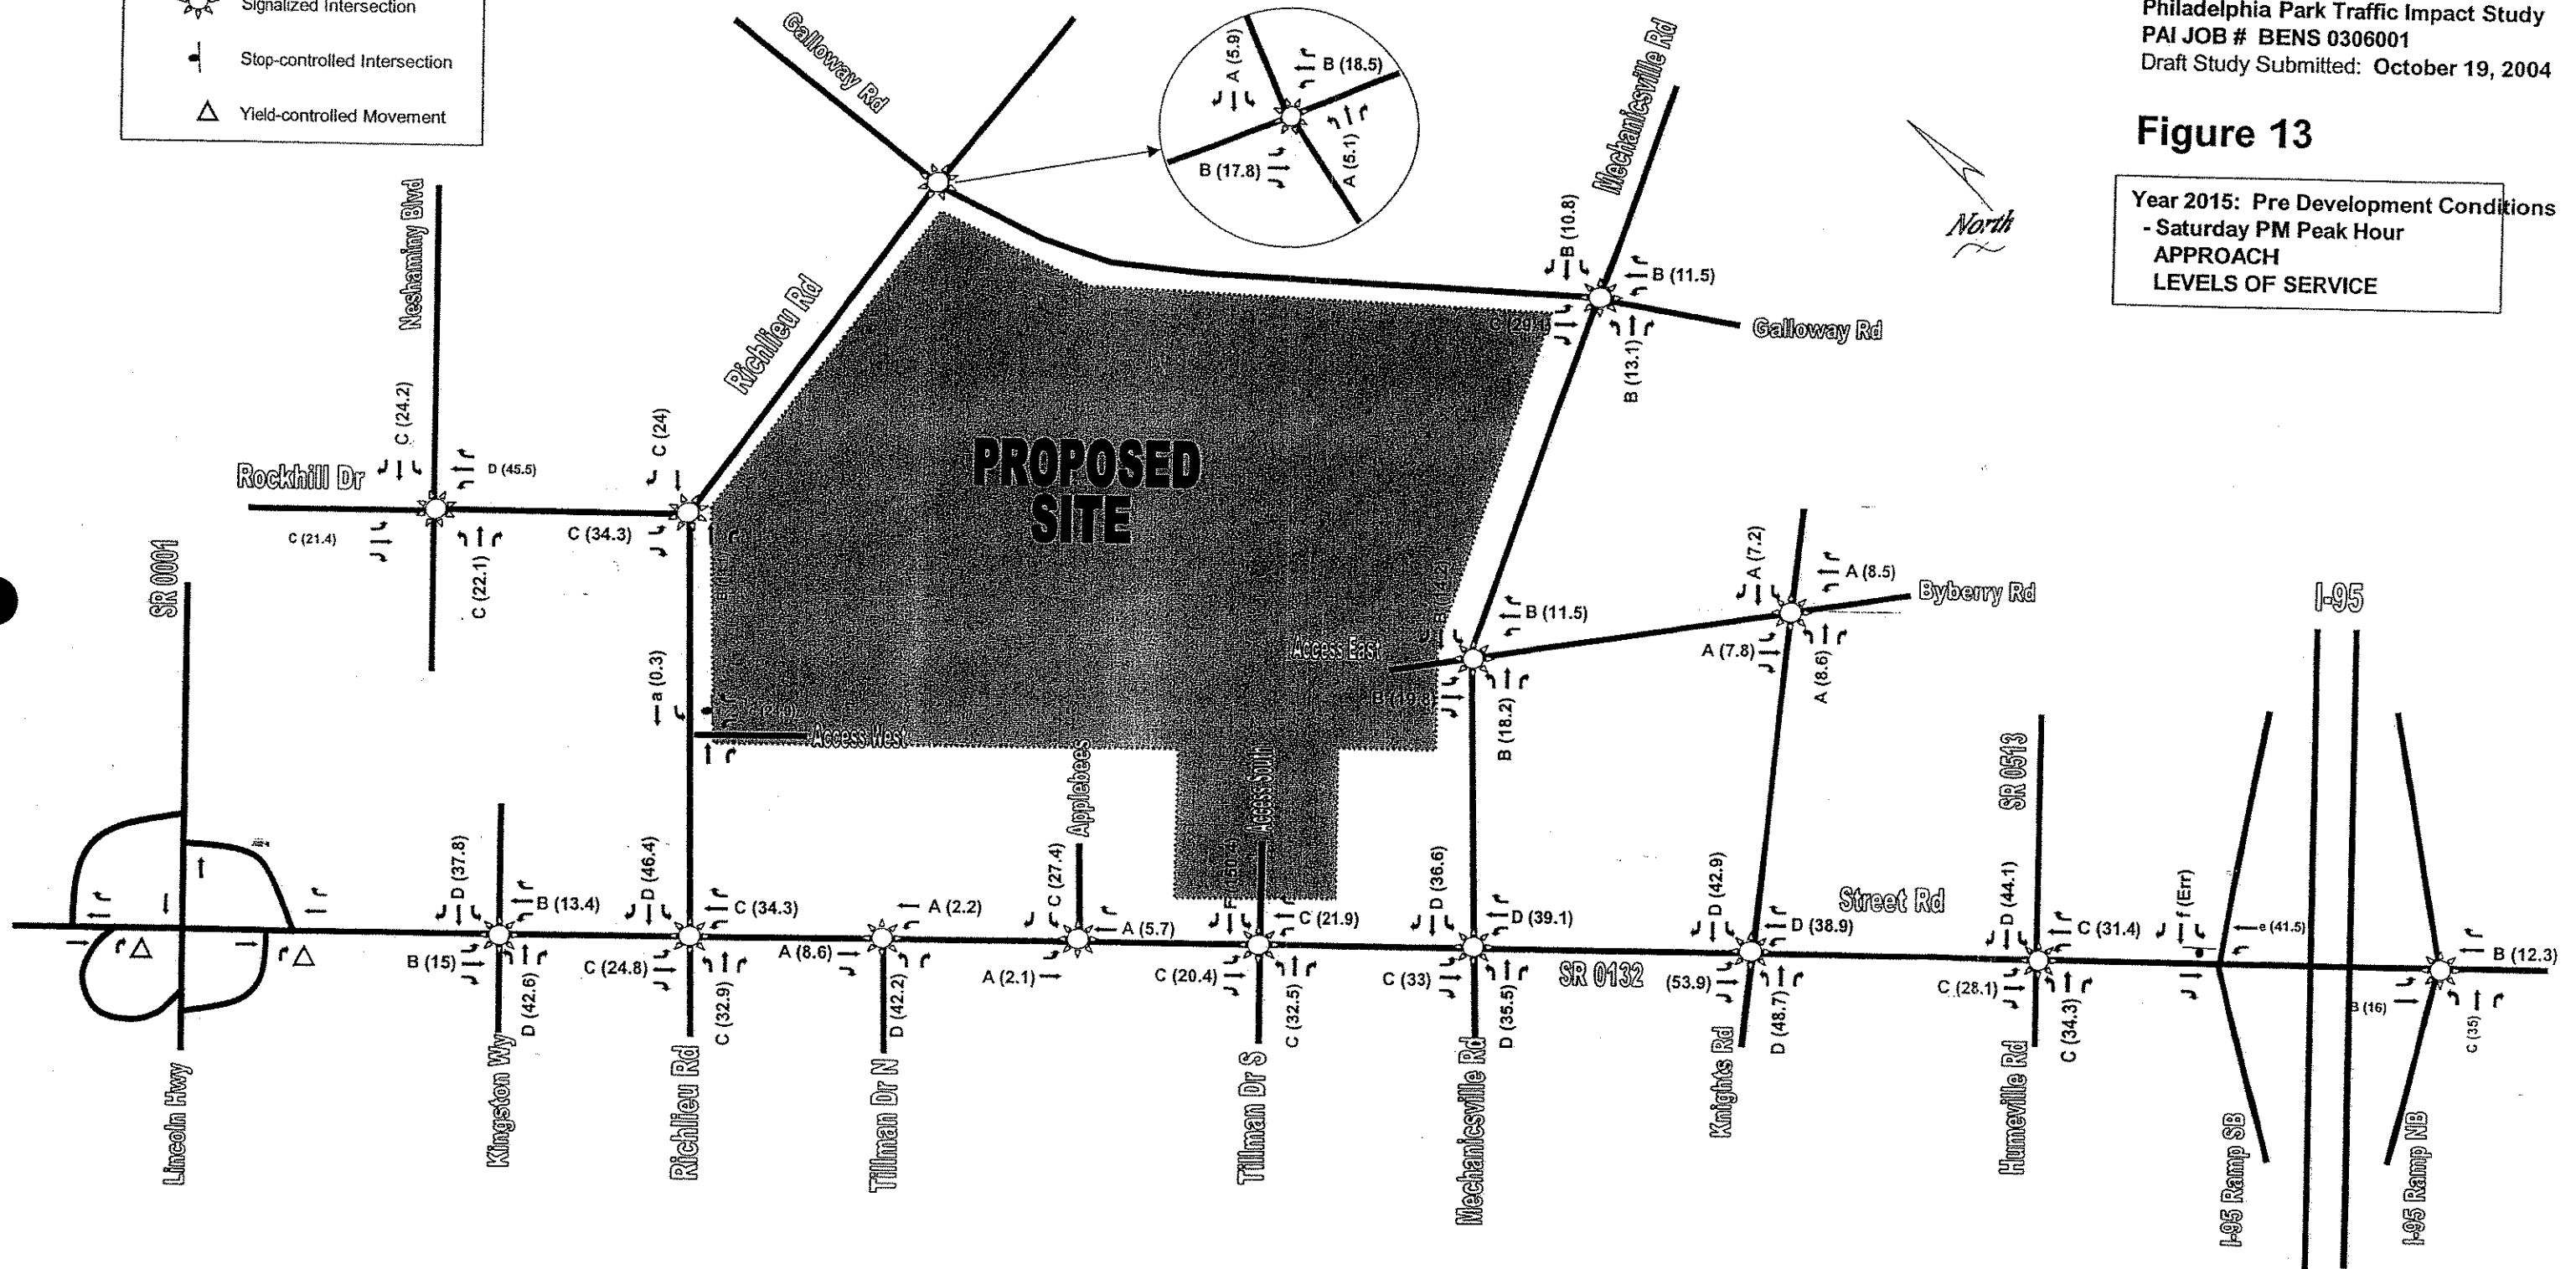 Signalized Intersection
Stop-controlled Intersection
Yield-controlled Movement
Philadelphia Park Traffic Impact Study
PAI JOB # BENS 0306001
Draft Study Submitted: October 19, 2004
Figure 13
Year 2015: Pre Development Conditions
- Saturday PM Peak Hour
APPROACH
LEVELS OF SERVICE
North
Galloway Rd
A (5.9)
B (18.5)
B (17.8)
A (5.1)
Mechanicsville Rd
B (10.8)
B (11.5)
B (13.1)
Galloway Rd
Neshaminy Blvd
Richlieu Rd
C (24.2)
Rockhill Dr
D (45.5)
C (21.4)
C (22.1)
C (24)
C (34.3)
PROPOSED
SITE
SR 0001
a (0.3)
Access West
Access East
B (11.5)
B (19.8)
B (18.2)
A (7.2)
A (8.5)
Byberry Rd
A (7.8)
A (8.6)
I-95
SR 0513
Applebees
Access South
D (37.8)
B (13.4)
B (15)
D (42.6)
D (46.4)
C (34.3)
C (24.8)
C (32.9)
A (2.2)
A (8.6)
D (42.2)
C (27.4)
A (5.7)
A (2.1)
C (21.9)
C (20.4)
C (32.5)
D (36.6)
D (39.1)
C (33)
D (35.5)
SR 0132
D (42.9)
D (38.9)
(53.9)
D (48.7)
Street Rd
D (44.1)
C (31.4)
C (28.1)
C (34.3)
f (Err)
e (41.5)
B (12.3)
B (16)
C (35)
Lincoln Hwy
Kingston Wy
Richlieu Rd
Tillman Dr N
Tillman Dr S
Mechanicsville Rd
Knights Rd
Humeville Rd
I-95 Ramp SB
I-95 Ramp NB